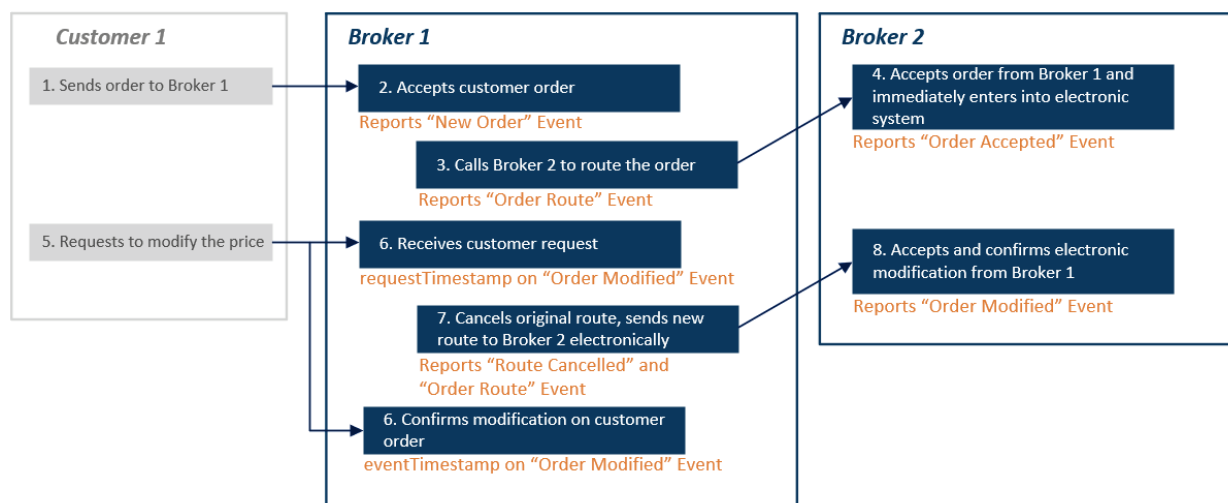 Customer 1
1. Sends order to Broker 1
5. Requests to modify the price
Broker 1
2. Accepts customer order
Reports “New Order” Event
3. Calls Broker 2 to route the order
Reports “Order Route” Event
6. Receives customer request
requestTimestamp on “Order Modified” Event
7. Cancels original route, sends new
route to Broker 2 electronically
Reports “Route Cancelled” and
“Order Route” Event
6. Confirms modification on customer
order
eventTimestamp on “Order Modified” Event
Broker 2
4. Accepts order from Broker 1 and
immediately enters into electronic
system
Reports “Order Accepted” Event
8. Accepts and confirms electronic
modification from Broker 1
Reports “Order Modified” Event